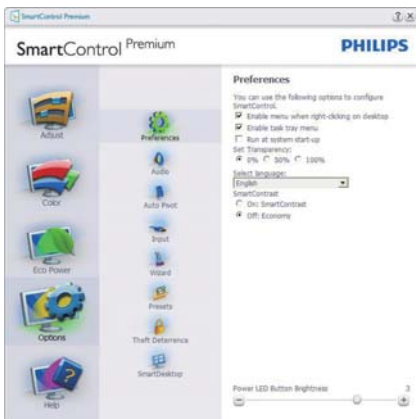 SmartControl Premium
SmartControl Premium
PHILIPS
Adjust
Color
Eco Power
Options
Help
Preferences
Audio
Auto Pivot
Input
Wizard
Presets
Theft Deterrence
SmartDesktop
Preferences
You can use the following options to configure
SmartControl.
Enable menu when right-clicking on desktop
Enable task tray menu
Run at system start-up
Set Transparency:
0% 50% 100%
Select language:
English
SmartContrast
On: SmartContrast
Off: Economy
Power LED Button Brightness 3